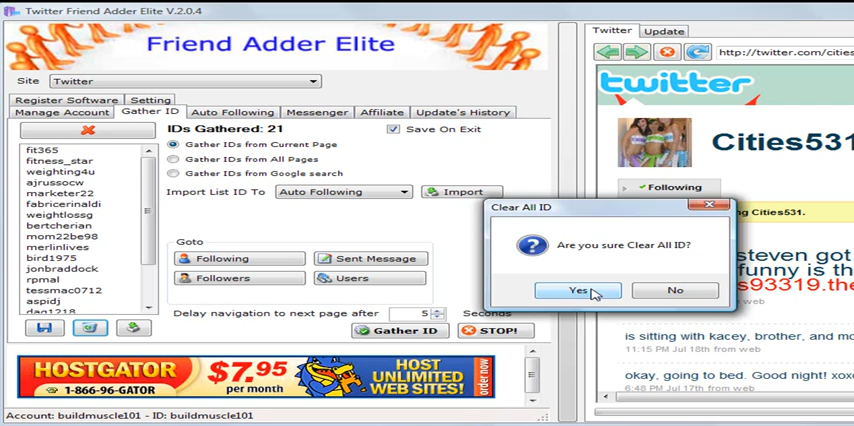 Twitter Friend Adder Elite V.2.0.4
Friend Adder Elite
Site
Twitter
Register Software
Setting
Manage Account
Gather ID
Auto Following
Messenger
Affiliate
Update's History
IDs Gathered: 21
Save On Exit
Gather IDs from Current Page
Gather IDs from All Pages
Gather IDs from Google search
Import List ID To
Auto Following
Import
fit365
fitness_star
weighting4u
ajrussocw
marketer22
fabricerinaldi
weightlossg
bertcherian
mom22be98
merlinlives
bird1975
jonbraddock
rpmal
tessmac0712
aspidj
dag1218
Goto
Following
Sent Message
Followers
Users
Delay navigation to next page after
5
Seconds
Gather ID
STOP!
HOSTGATOR
1-866-96-GATOR
$7.95
per month
HOST
UNLIMITED
WEB SITES!
order now
Account: buildmuscle101 - ID: buildmuscle101
Twitter
Update
http://twitter.com/cities
twitter
Cities531
Following
ng Cities531.
steven got
funny is th
s93319.the
web
is sitting with kacey, brother, and mo
11:15 PM Jul 18th from web
okay, going to bed. Good night! xoxo
6:48 PM Jul 17th from web
Clear All ID
Are you sure Clear All ID?
Yes
No